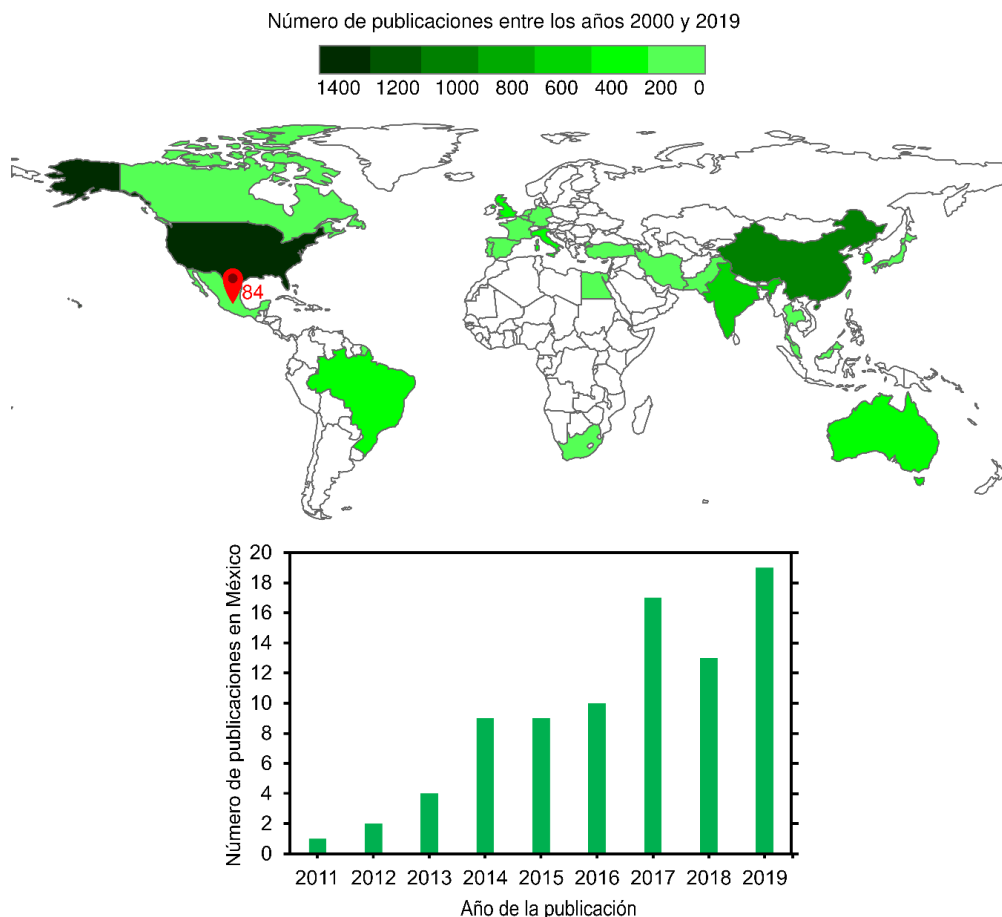 Número de publicaciones entre los años 2000 y 2019
1400 1200 1000 800 600 400 200 0
84
Número de publicaciones en México
20
18
16
14
12
10
8
6
4
2
0
2011 2012 2013 2014 2015 2016 2017 2018 2019
Año de la publicación